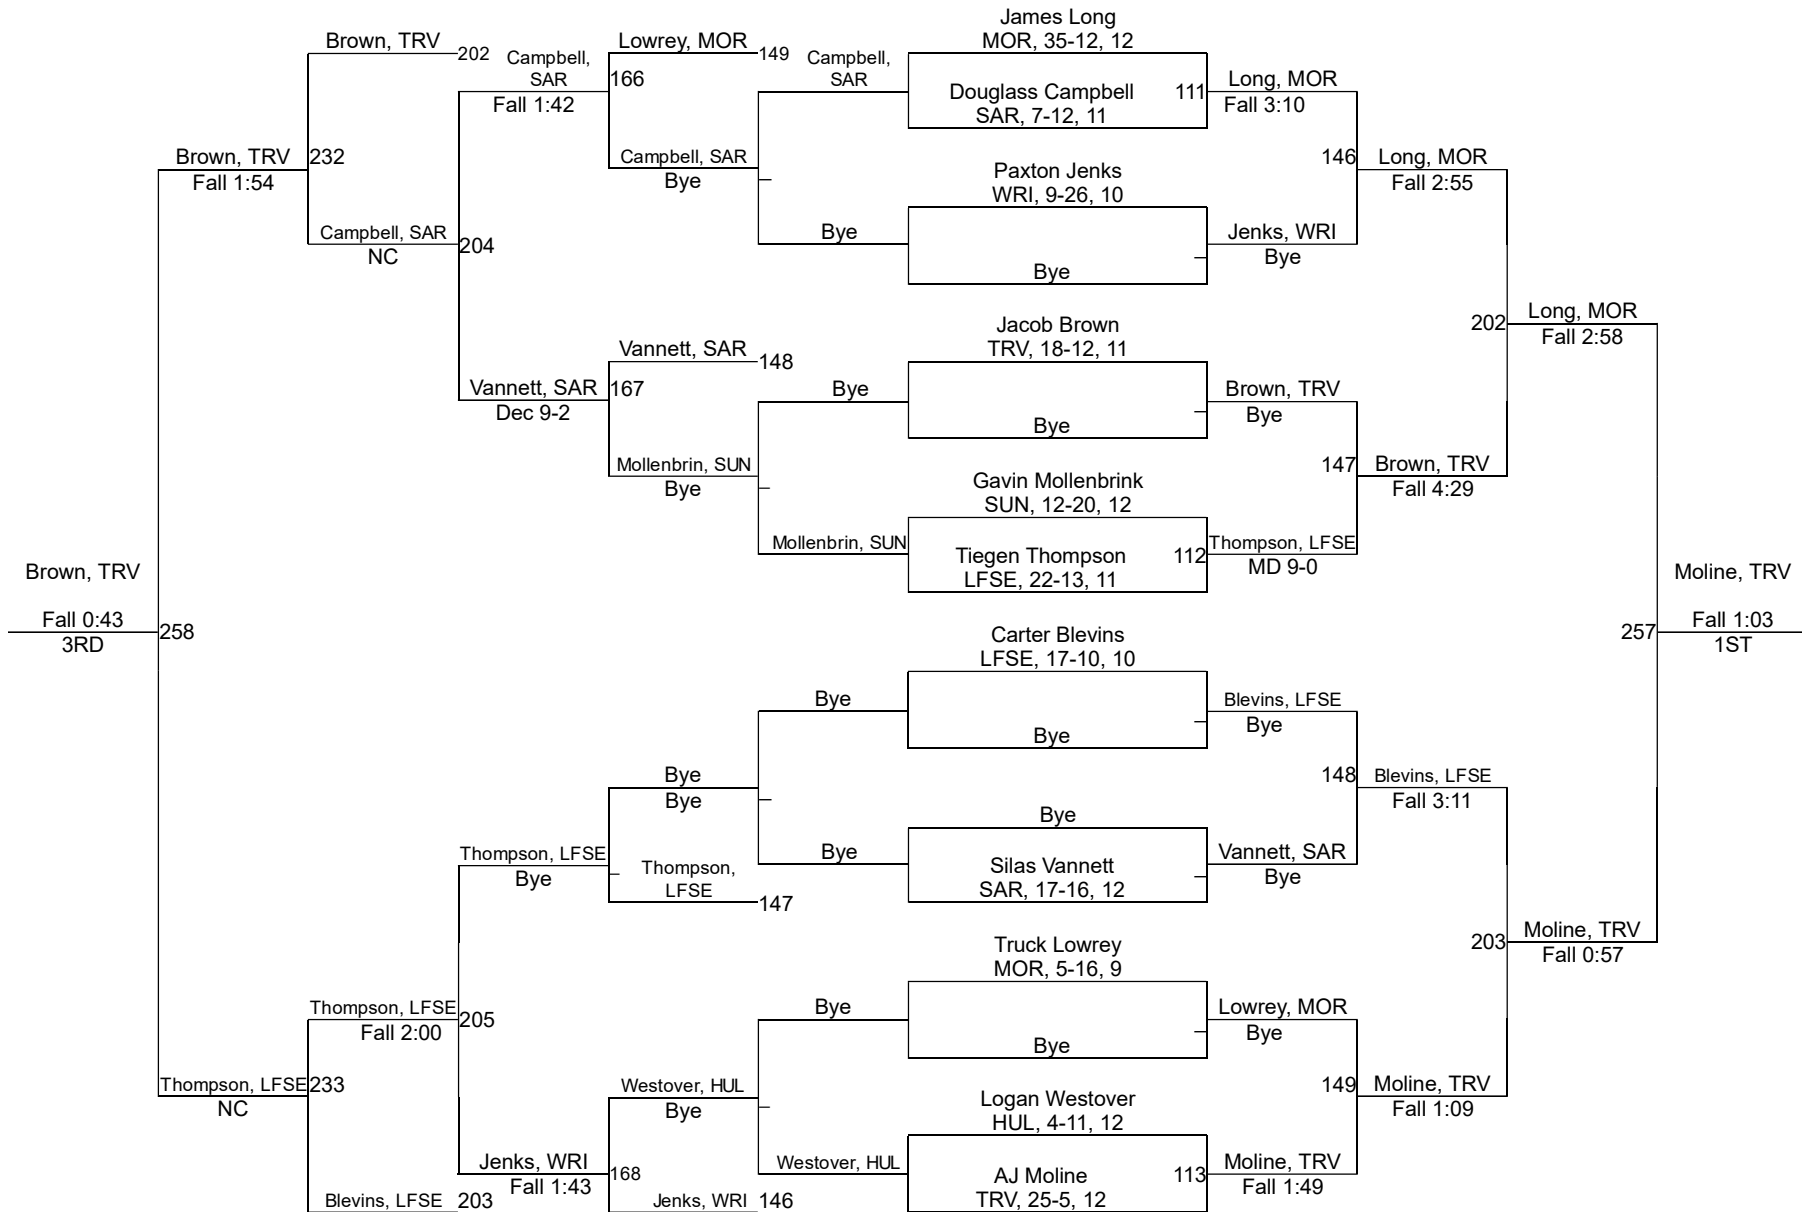 James Long
MOR, 35-12, 12
Brown, TRV
202
Campbell,
SAR
Fall 1:42
Lowrey, MOR
149
166
Campbell,
SAR
Douglass Campbell
SAR, 7-12, 11
111
Long, MOR
Fall 3:10
Brown, TRV
Fall 1:54
232
Campbell, SAR
Bye
Paxton Jenks
WRI, 9-26, 10
146
Long, MOR
Fall 2:55
Campbell, SAR
NC
204
Bye
Bye
Jenks, WRI
Bye
Jacob Brown
TRV, 18-12, 11
202
Long, MOR
Fall 2:58
Vannett, SAR
148
Vannett, SAR
Dec 9-2
167
Bye
Bye
Brown, TRV
Bye
Mollenbrin, SUN
Bye
Gavin Mollenbrink
SUN, 12-20, 12
147
Brown, TRV
Fall 4:29
Mollenbrin, SUN
Tiegen Thompson
LFSE, 22-13, 11
112
Thompson, LFSE
MD 9-0
Brown, TRV
Fall 0:43
3RD
258
Carter Blevins
LFSE, 17-10, 10
257
Moline, TRV
Fall 1:03
1ST
Bye
Bye
Blevins, LFSE
Bye
Bye
Bye
148
Blevins, LFSE
Fall 3:11
Thompson, LFSE
Bye
Thompson,
LFSE
147
Bye
Bye
Silas Vannett
SAR, 17-16, 12
Vannett, SAR
Bye
Truck Lowrey
MOR, 5-16, 9
203
Moline, TRV
Fall 0:57
Thompson, LFSE
Fall 2:00
205
Bye
Bye
Lowrey, MOR
Bye
Thompson, LFSE
NC
233
Westover, HUL
Bye
Logan Westover
HUL, 4-11, 12
149
Moline, TRV
Fall 1:09
Jenks, WRI
Fall 1:43
168
Westover, HUL
AJ Moline
TRV, 25-5, 12
113
Moline, TRV
Fall 1:49
Blevins, LFSE
203
Jenks, WRI
146